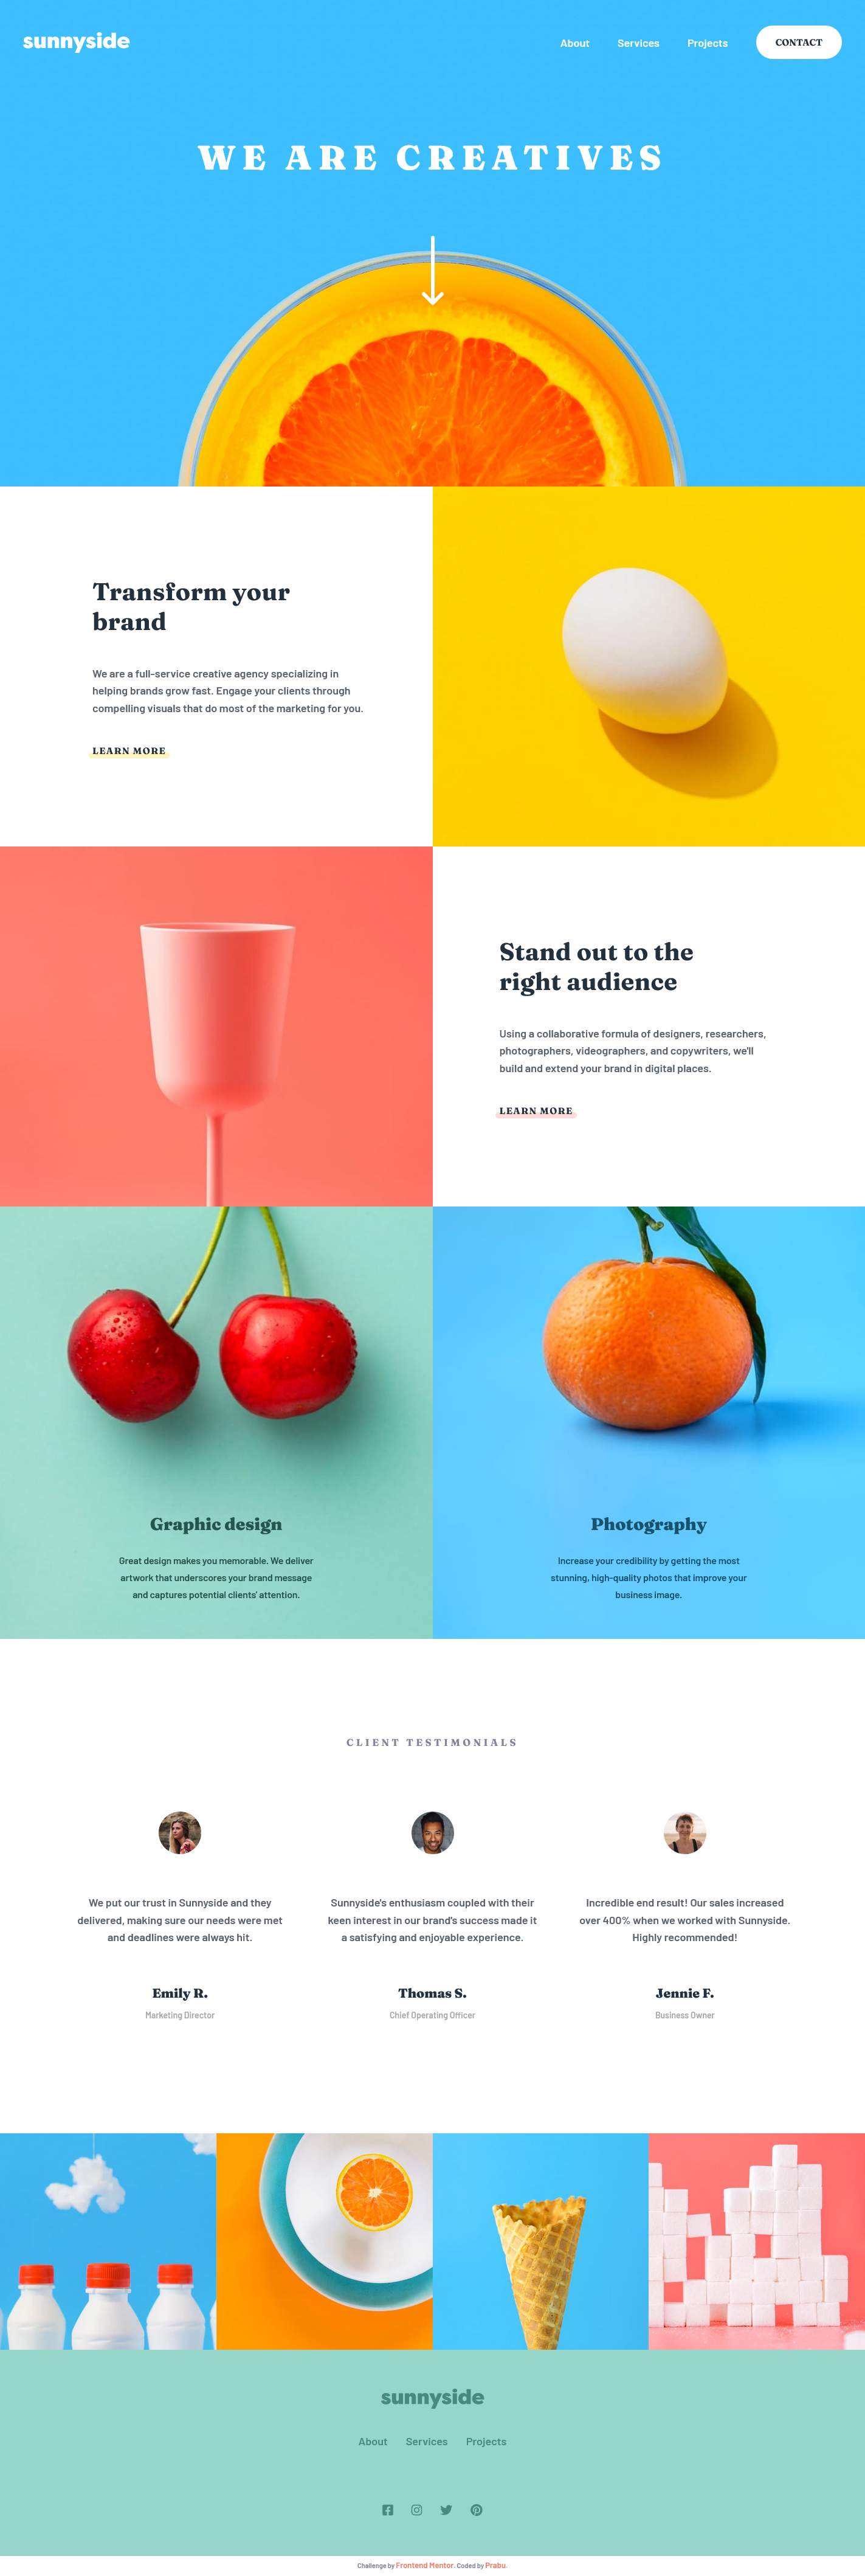 sunnyside
About Services Projects CONTACT
WE ARE CREATIVES
Transform your
brand
We are a full-service creative agency specializing in
helping brands grow fast. Engage your clients through
compelling visuals that do most of the marketing for you.
LEARN MORE
Stand out to the
right audience
Using a collaborative formula of designers, researchers,
photographers, videographers, and copywriters, we'll
build and extend your brand in digital places.
LEARN MORE
Graphic design
Great design makes you memorable. We deliver
artwork that underscores your brand message
and captures potential clients' attention.
Photography
Increase your credibility by getting the most
stunning, high-quality photos that improve your
business image.
CLIENT TESTIMONIALS
We put our trust in Sunnyside and they
delivered, making sure our needs were met
and deadlines were always hit.
Emily R.
Marketing Director
Sunnyside's enthusiasm coupled with their
keen interest in our brand's success made it
a satisfying and enjoyable experience.
Thomas S.
Chief Operating Officer
Incredible end result! Our sales increased
over 400% when we worked with Sunnyside.
Highly recommended!
Jennie F.
Business Owner
sunnyside
About Services Projects
Challenge by Frontend Mentor. Coded by Prabu.